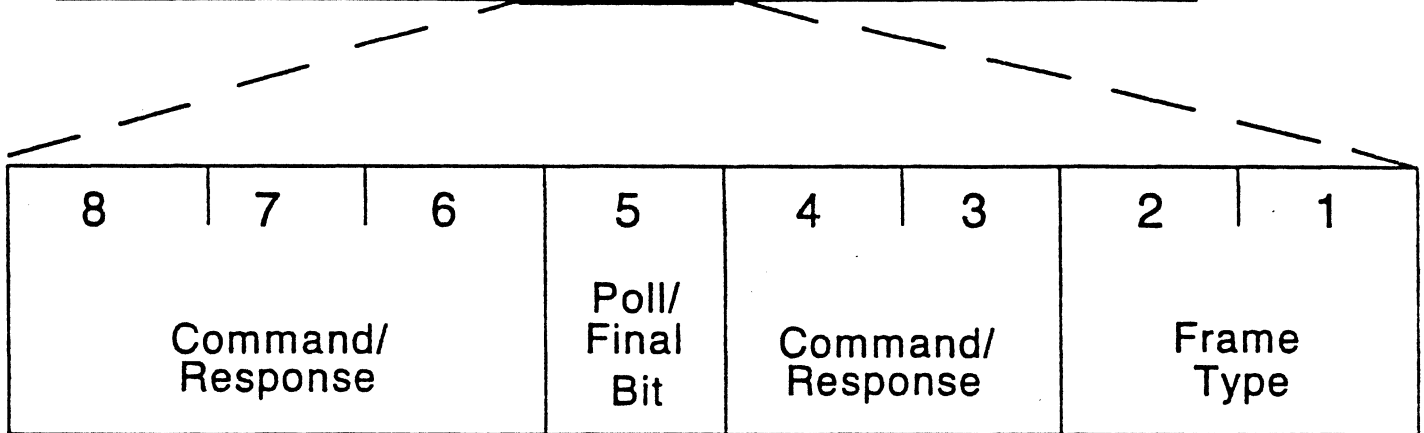 8 7 6 5 4 3 2 1
Command/
Response
Poll/
Final
Bit
Command/
Response
Frame
Type